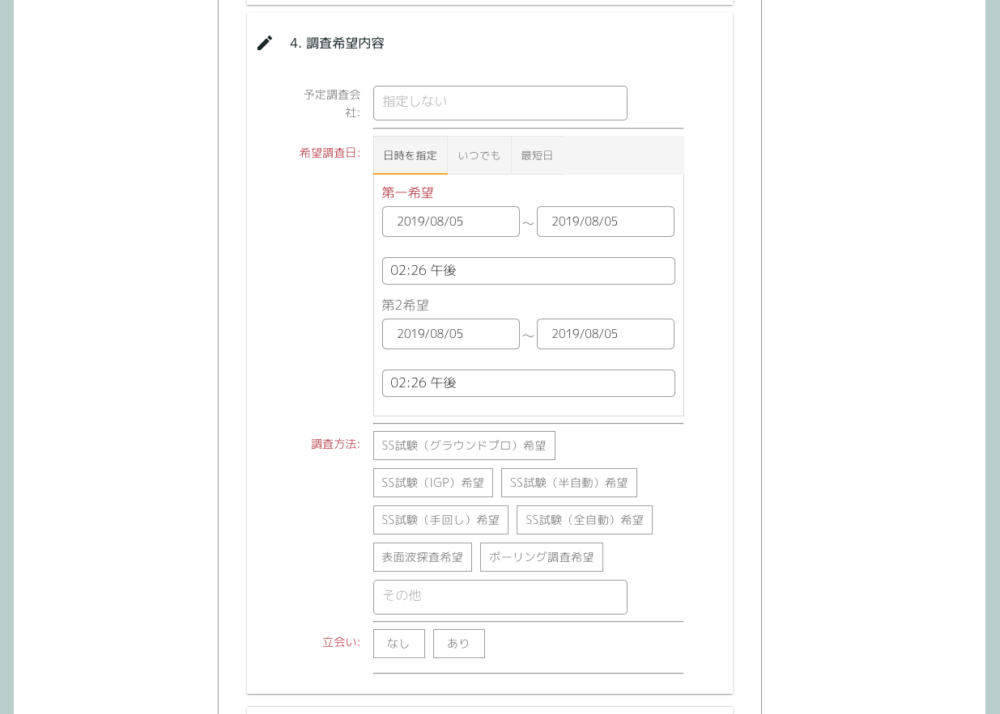 4. 調査希望内容
予定調査会
社:
指定しない
希望調査日:
日時を指定 いつでも 最短日
第一希望
2019/08/05 ～ 2019/08/05
02:26 午後
第2希望
2019/08/05 ～ 2019/08/05
02:26 午後
調査方法:
SS試験（グラウンドプロ）希望
SS試験（IGP）希望 SS試験（半自動）希望
SS試験（手回し）希望 SS試験（全自動）希望
表面波探査希望 ボーリング調査希望
その他
立会い: なし あり